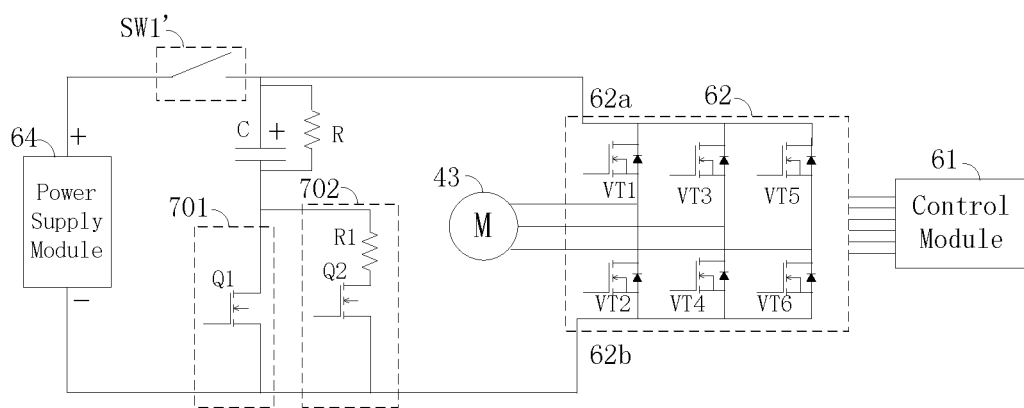 SW1'
62a
62
64
+
C
+
R
Power
Supply
Module
−
701
702
R1
Q1
Q2
43
M
VT1
VT3
VT5
VT2
VT4
VT6
62b
61
Control
Module